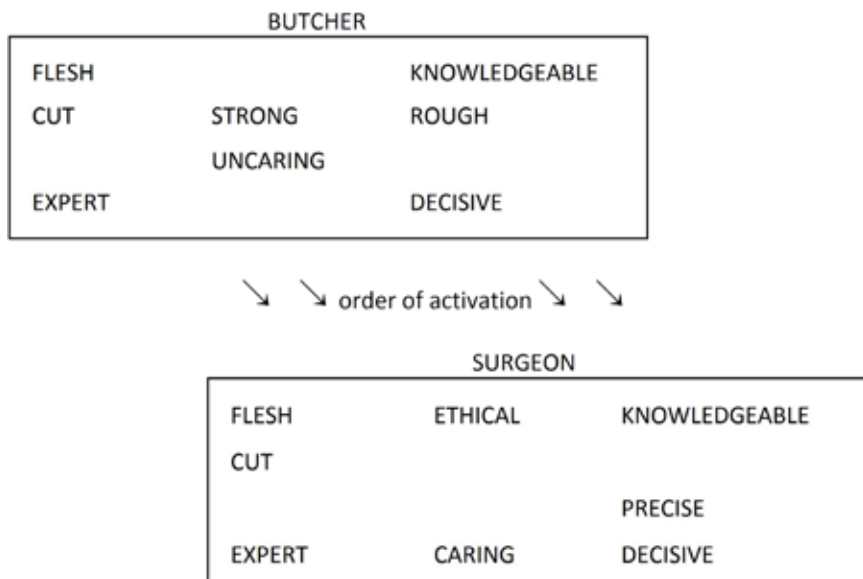 BUTCHER
FLESH KNOWLEDGEABLE
CUT STRONG ROUGH
UNCARING
EXPERT DECISIVE
↘ ↘ order of activation ↘ ↘
SURGEON
FLESH ETHICAL KNOWLEDGEABLE
CUT
PRECISE
EXPERT CARING DECISIVE